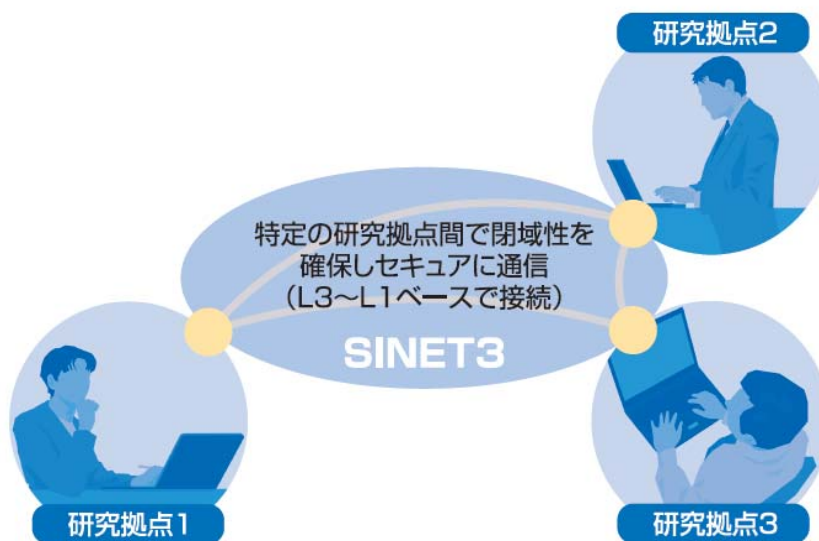 研究拠点2
特定の研究拠点間で閉域性を
確保しセキュアに通信
（L3～L1ベースで接続）
SINET3
研究拠点1
研究拠点3